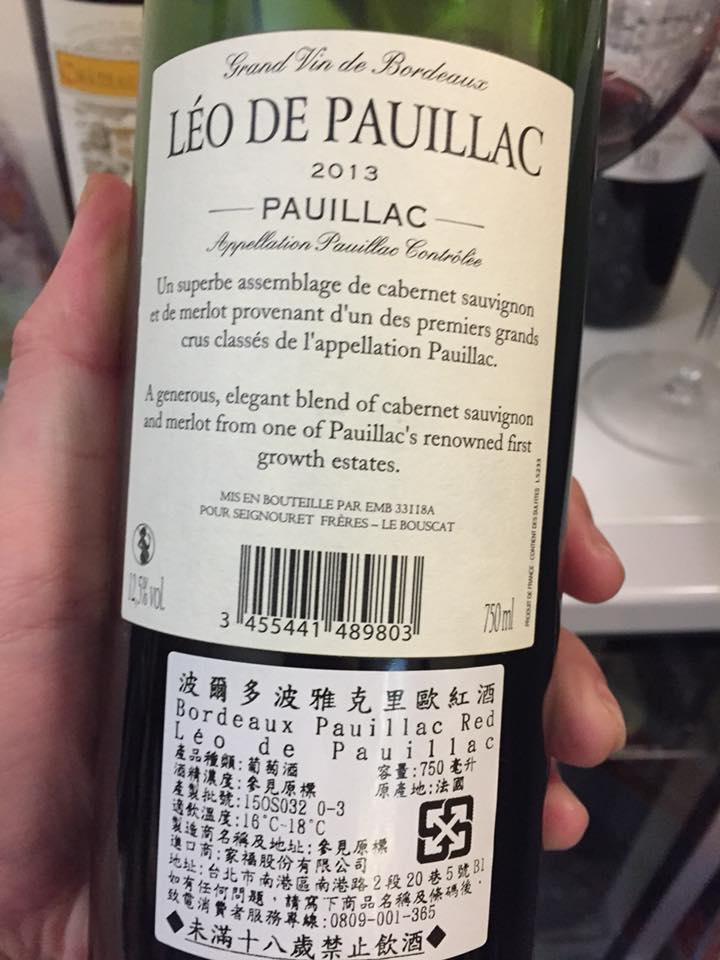 Grand Vin de Bordeaux
LÉO DE PAUILLAC
2013
PAUILLAC
Appellation Pauillac Contrôlée
Un superbe assemblage de cabernet sauvignon
et de merlot provenant d'un des premiers grands
crus classés de l'appellation Pauillac.
A generous, elegant blend of cabernet sauvignon
and merlot from one of Pauillac's renowned first
growth estates.
MIS EN BOUTEILLE PAR EMB 33118A
POUR SEIGNOURET FRÈRES – LE BOUSCAT
PRODUIT DE FRANCE - CONTIENT DES SULFITES L5233
12,5% vol.
750 ml
3 455441 489803
波爾多波雅克里歐紅酒
Bordeaux Pauillac Red
Léo de Pauillac
產品種類:葡萄酒 容量:750毫升
酒精濃度:參見原標 原產地:法國
產製批號:150S032 0-3
適飲溫度:16°C-18°C
製造商名稱及地址:參見原標
進口商:家福股份有限公司
地址:台北市南港區南港路2段20巷5號B1
如有任何問題,請寫下商品名稱及條碼後,
致電消費者服務專線:0809-001-365
◆未滿十八歲禁止飲酒◆